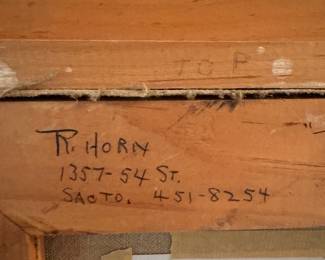 TOP
R. HORN
1357-54 ST.
SACTO. 451-8254